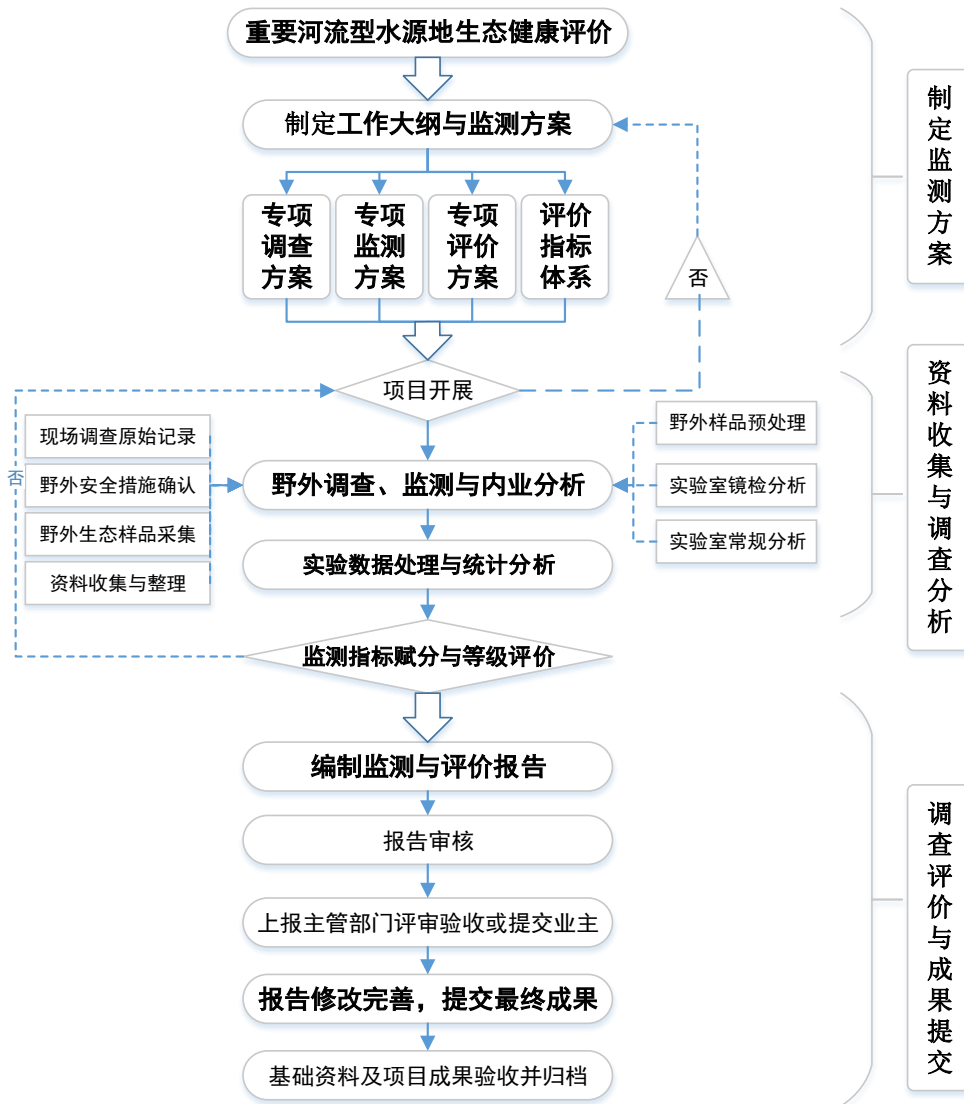 重要河流型水源地生态健康评价
制定工作大纲与监测方案
专项
调查
方案
专项
监测
方案
专项
评价
方案
评价
指标
体系
否
项目开展
现场调查原始记录
野外安全措施确认
野外生态样品采集
资料收集与整理
否
野外调查、监测与内业分析
野外样品预处理
实验室镜检分析
实验室常规分析
实验数据处理与统计分析
监测指标赋分与等级评价
编制监测与评价报告
报告审核
上报主管部门评审验收或提交业主
报告修改完善，提交最终成果
基础资料及项目成果验收并归档
制定监测方案
资料收集与调查分析
调查评价与成果提交